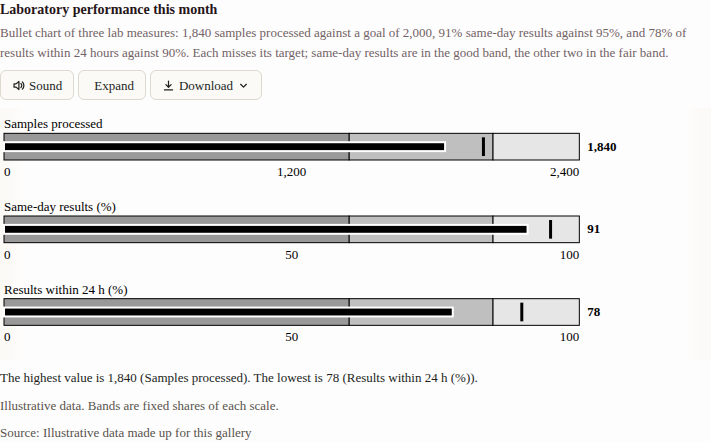 Laboratory performance this month
Bullet chart of three lab measures: 1,840 samples processed against a goal of 2,000, 91% same-day results against 95%, and 78% of
results within 24 hours against 90%. Each misses its target; same-day results are in the good band, the other two in the fair band.
Sound Expand Download
Samples processed
1,840
0 1,200 2,400
Same-day results (%)
91
0 50 100
Results within 24 h (%)
78
0 50 100
The highest value is 1,840 (Samples processed). The lowest is 78 (Results within 24 h (%)).
Illustrative data. Bands are fixed shares of each scale.
Source: Illustrative data made up for this gallery